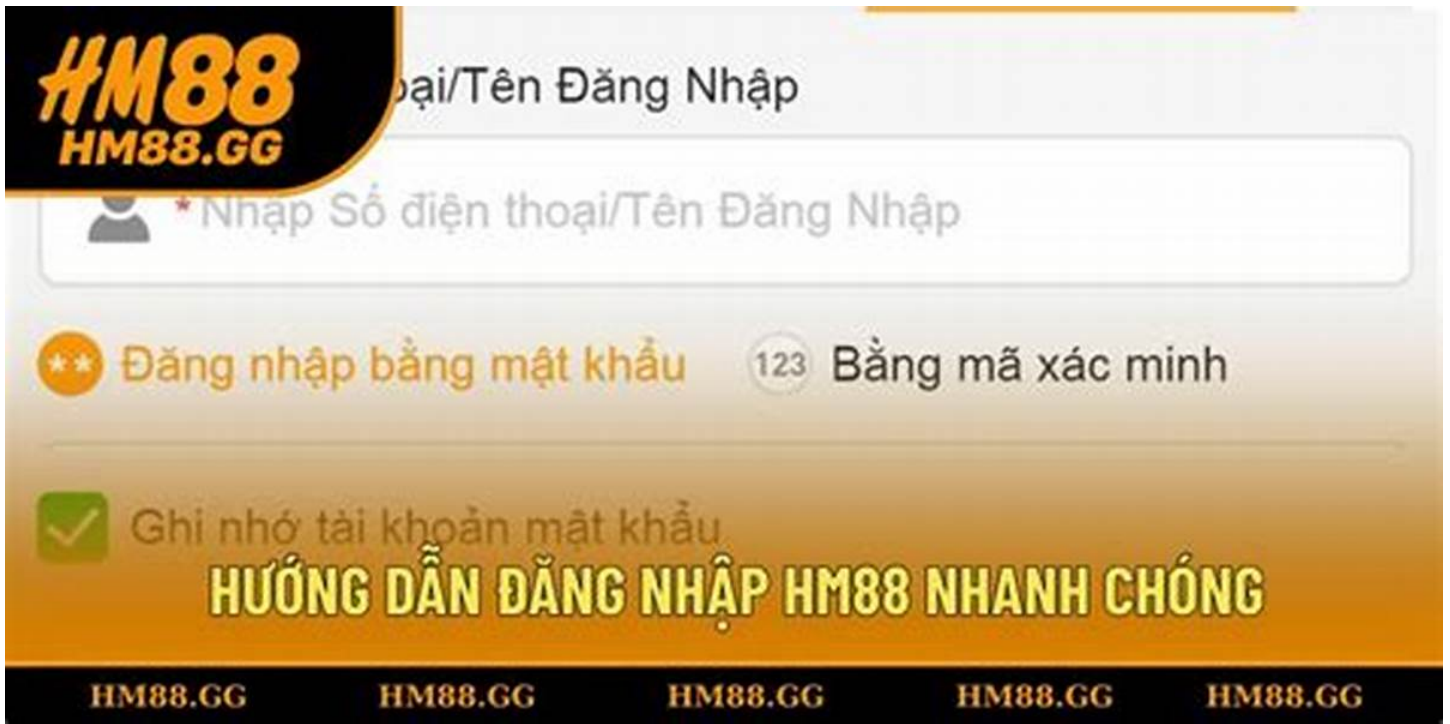 HM88
HM88.GG
ại/Tên Đăng Nhập
* Nhập Số điện thoại/Tên Đăng Nhập
** Đăng nhập bằng mật khẩu
123 Bằng mã xác minh
Ghi nhớ tài khoản mật khẩu
HƯỚNG DẪN ĐĂNG NHẬP HM88 NHANH CHÓNG
HM88.GG HM88.GG HM88.GG HM88.GG HM88.GG